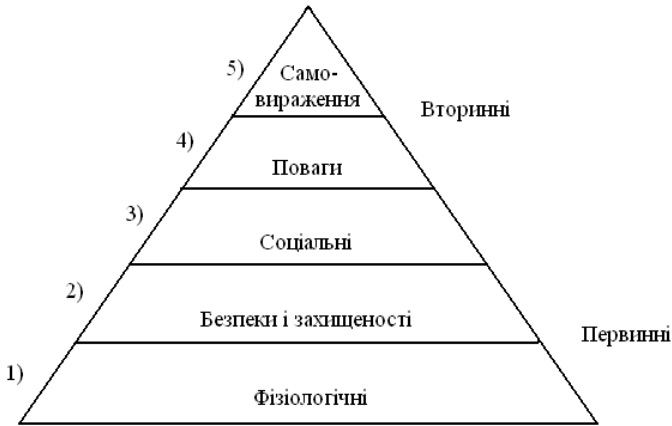 5)
Само-
вираження
Вторинні
4)
Поваги
3)
Соціальні
2)
Безпеки і захищеності
Первинні
1)
Фізіологічні